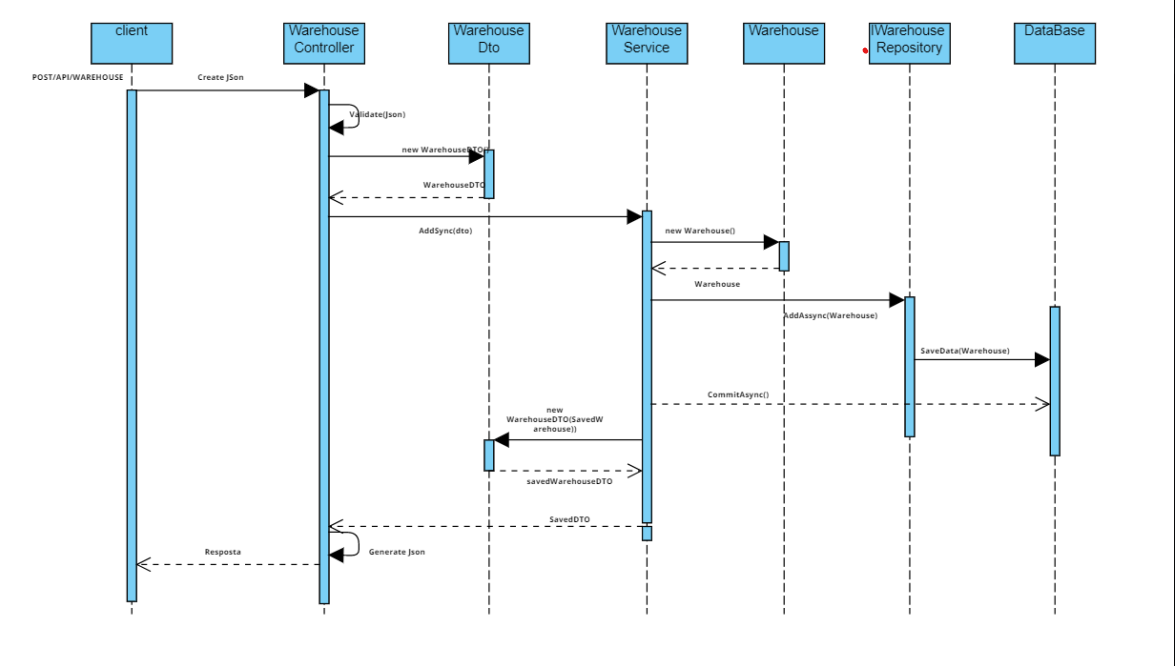 client
Warehouse
Controller
Warehouse
Dto
Warehouse
Service
Warehouse
IWarehouse
Repository
DataBase
POST/API/WAREHOUSE
Create JSon
Validate(Json)
new WarehouseDTO()
WarehouseDTO
AddSync(dto)
new Warehouse()
Warehouse
AddAssync(Warehouse)
SaveData(Warehouse)
CommitAsync()
new
WarehouseDTO(SavedW
arehouse))
savedWarehouseDTO
SavedDTO
Generate Json
Resposta